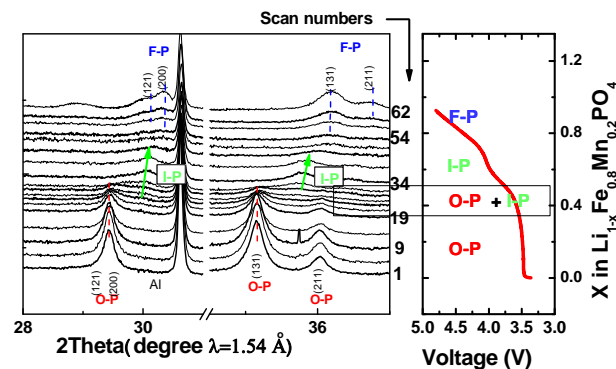 Scan numbers
F-P
F-P
(121)
(200)
(131)
(211)
62
54
34
19
9
1
I-P
I-P
(121)
(200)
Al
(131)
(211)
O-P
O-P
O-P
28
30
36
2Theta( degree λ=1.54 Å)
F-P
I-P
O-P + I-P
O-P
1.2
0.8
0.4
0.0
5.0 4.5 4.0 3.5 3.0
Voltage (V)
X in Li1-xFe0.8Mn0.2PO4